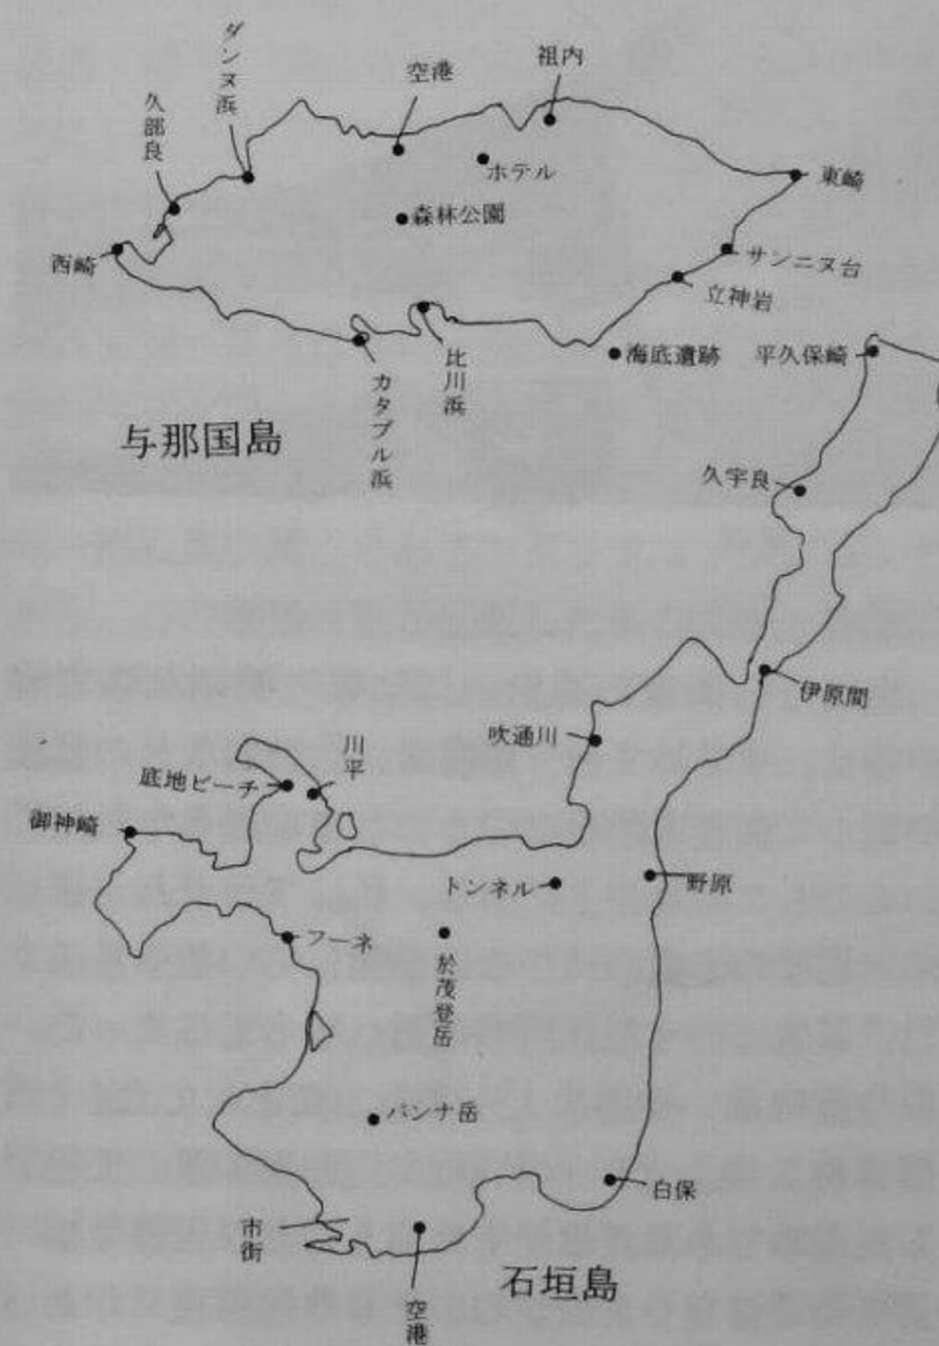 ダンヌ浜
久部良
空港
祖内
ホテル
東崎
森林公園
西崎
サンニヌ台
立神岩
比川浜
カタブル浜
海底遺跡
平久保崎
与那国島
久宇良
伊原間
吹通川
川平
底地ビーチ
御神崎
トンネル
野原
フーネ
於茂登岳
バンナ岳
白保
市街
空港
石垣島